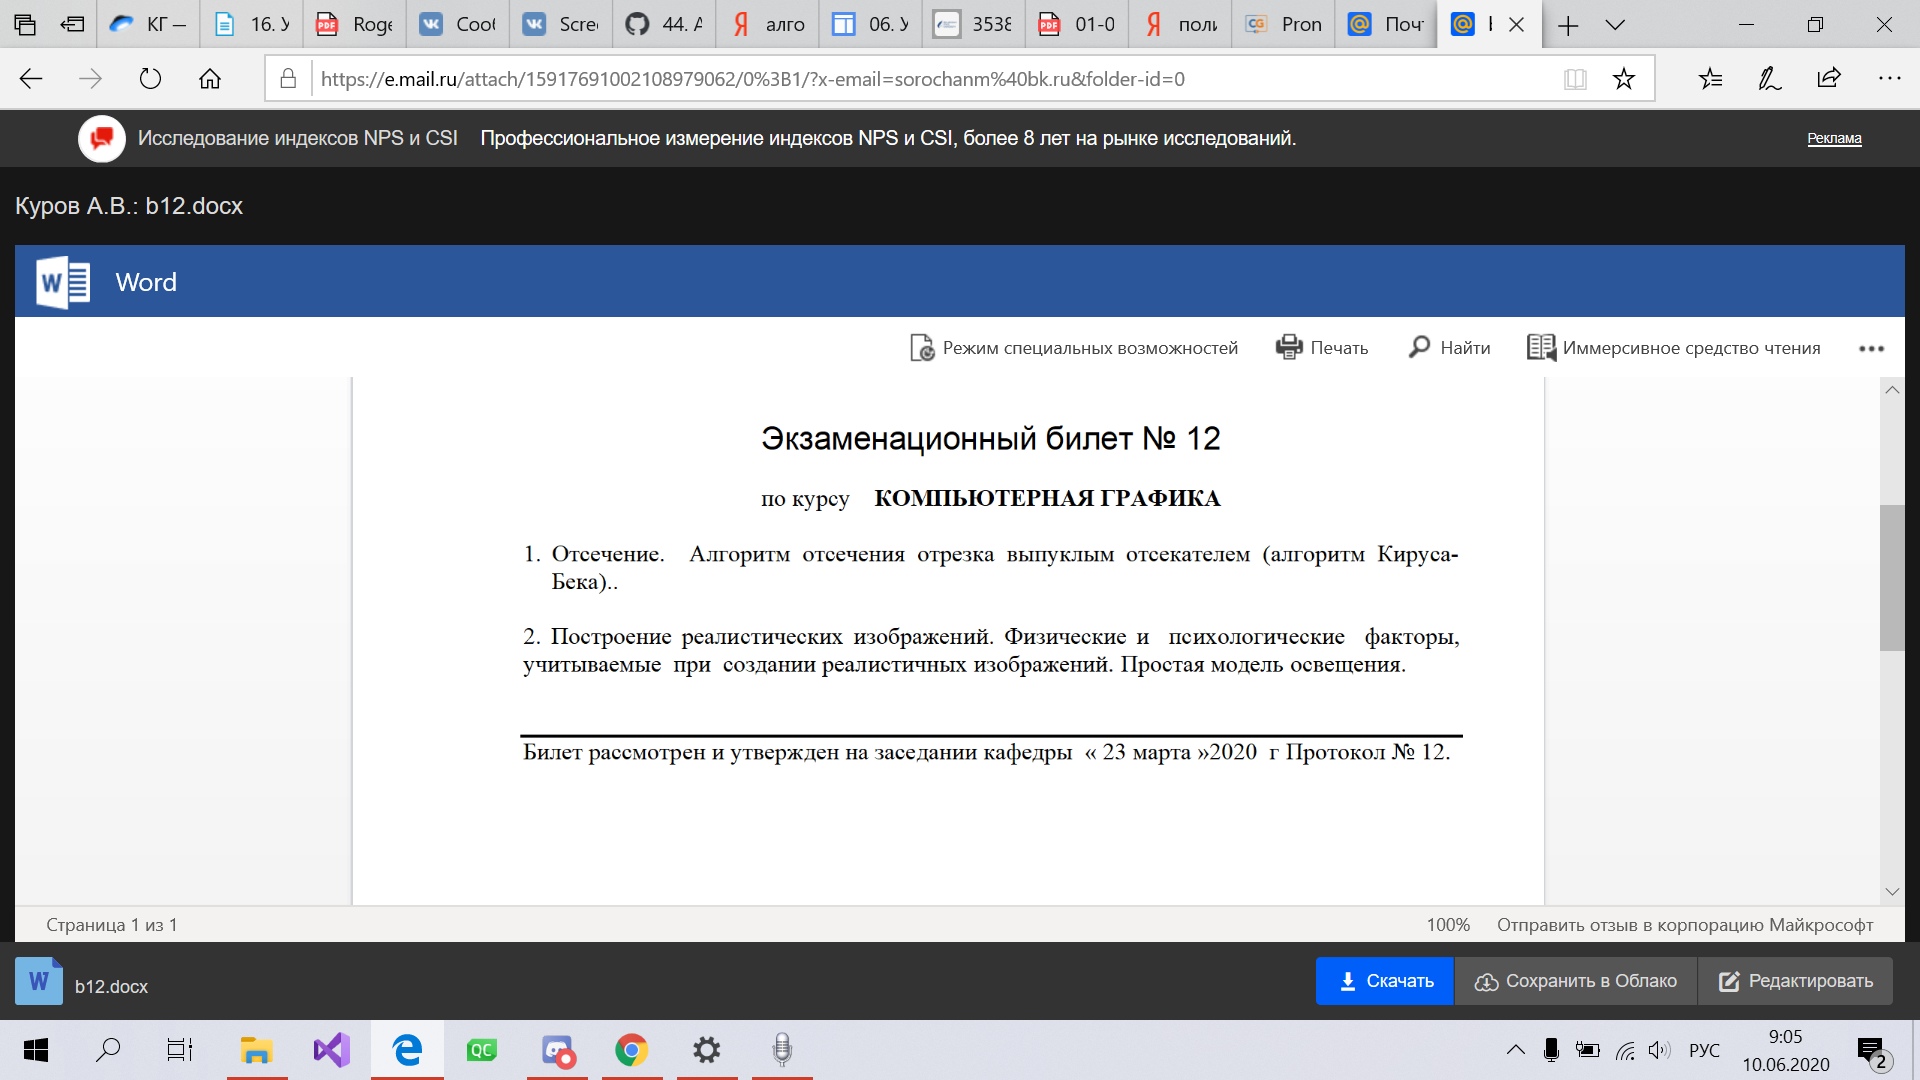 КГ —
16. У
Roge
Сооб
Scree
44. А
алго
06. У
3538
01-0
поли
Pron
Почт
https://e.mail.ru/attach/15917691002108979062/0%3B1/?x-email=sorochanm%40bk.ru&folder-id=0
Исследование индексов NPS и CSI Профессиональное измерение индексов NPS и CSI, более 8 лет на рынке исследований. Реклама
Куров А.В.: b12.docx
Word
Режим специальных возможностей Печать Найти Иммерсивное средство чтения
Экзаменационный билет № 12
по курсу КОМПЬЮТЕРНАЯ ГРАФИКА
1. Отсечение. Алгоритм отсечения отрезка выпуклым отсекателем (алгоритм Кируса-
Бека)..
2. Построение реалистических изображений. Физические и психологические факторы,
учитываемые при создании реалистичных изображений. Простая модель освещения.
Билет рассмотрен и утвержден на заседании кафедры « 23 марта »2020 г Протокол № 12.
Страница 1 из 1 100% Отправить отзыв в корпорацию Майкрософт
b12.docx Скачать Сохранить в Облако Редактировать
QC
РУС
9:05
10.06.2020
2